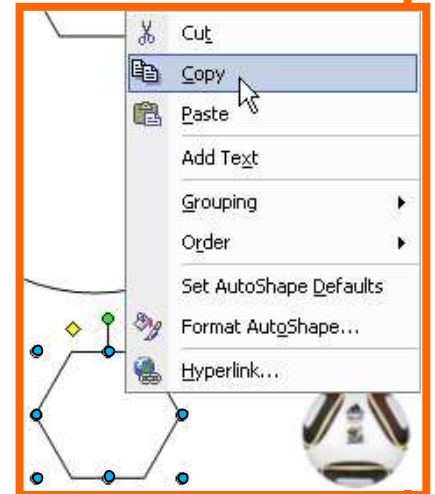 Cut
Copy
Paste
Add Text
Grouping
Order
Set AutoShape Defaults
Format AutoShape...
Hyperlink...